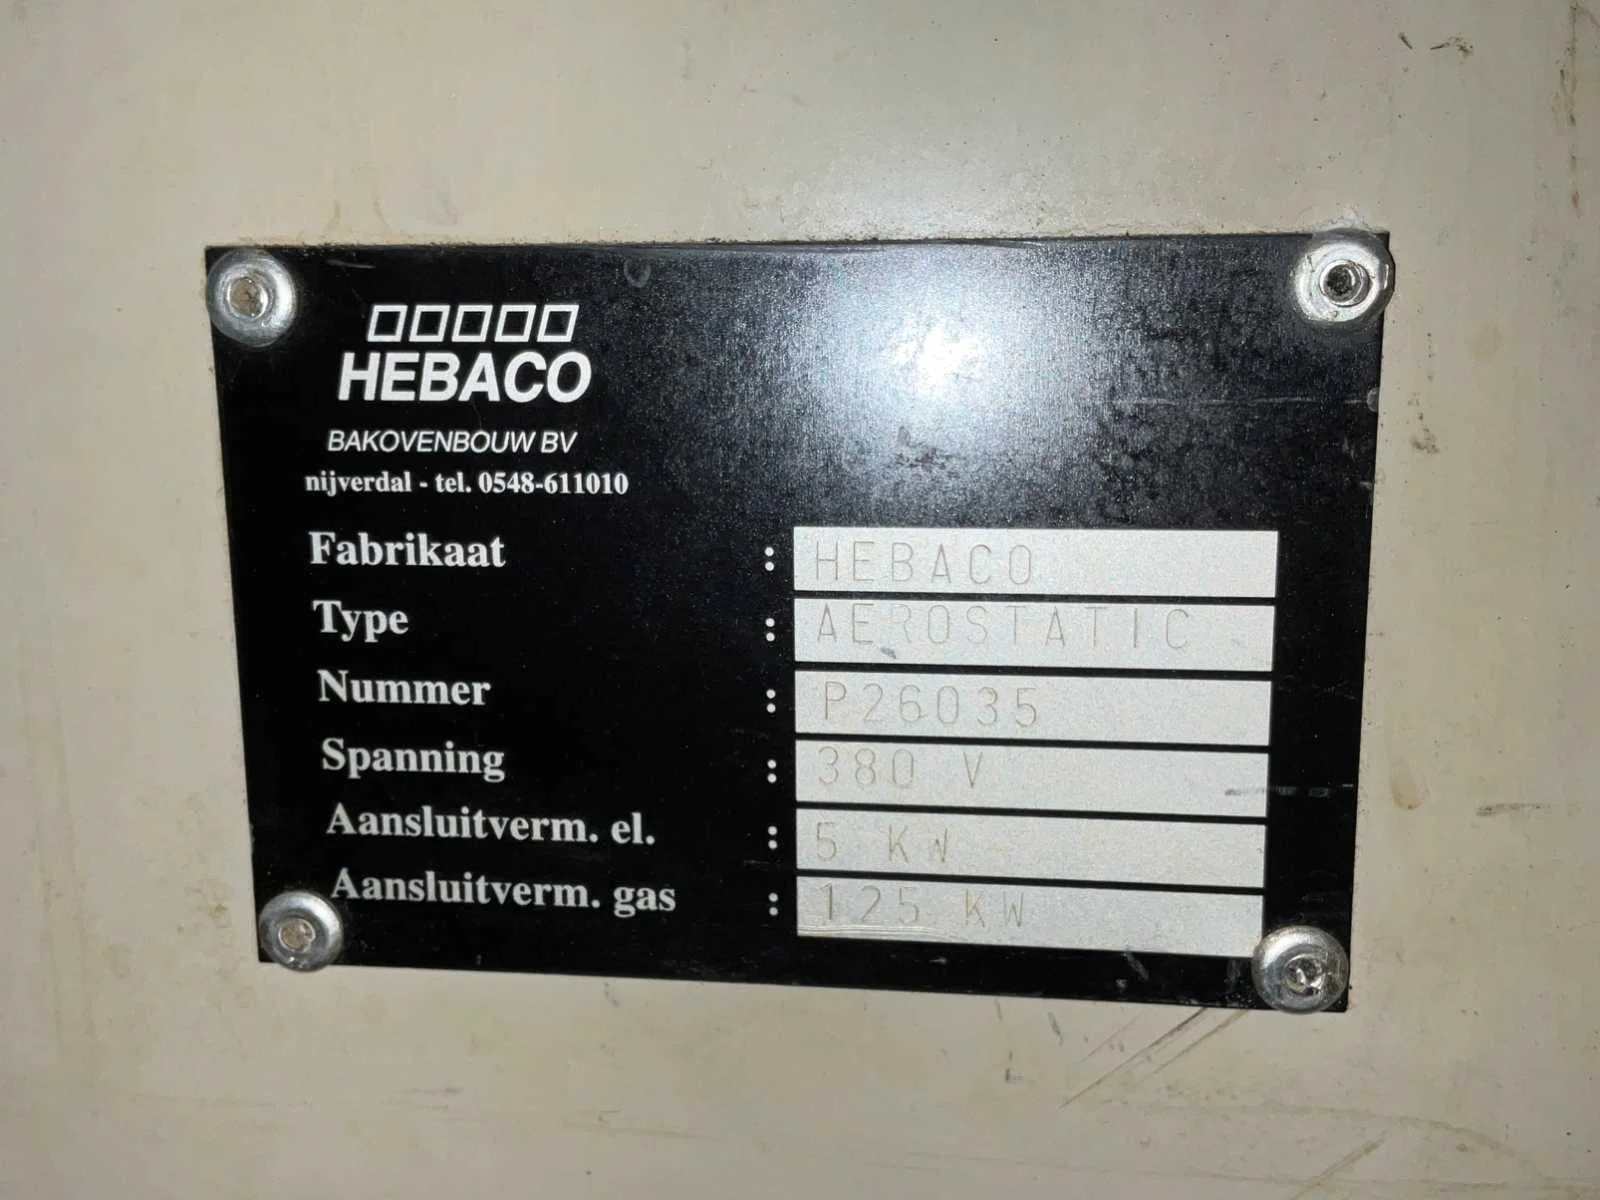 HEBACO
BAKOVENBOUW BV
nijverdal - tel. 0548-611010
Fabrikaat : HEBACO
Type : AEROSTATIC
Nummer : P26035
Spanning : 380 V
Aansluitverm. el. : 5 KW
Aansluitverm. gas : 125 KW